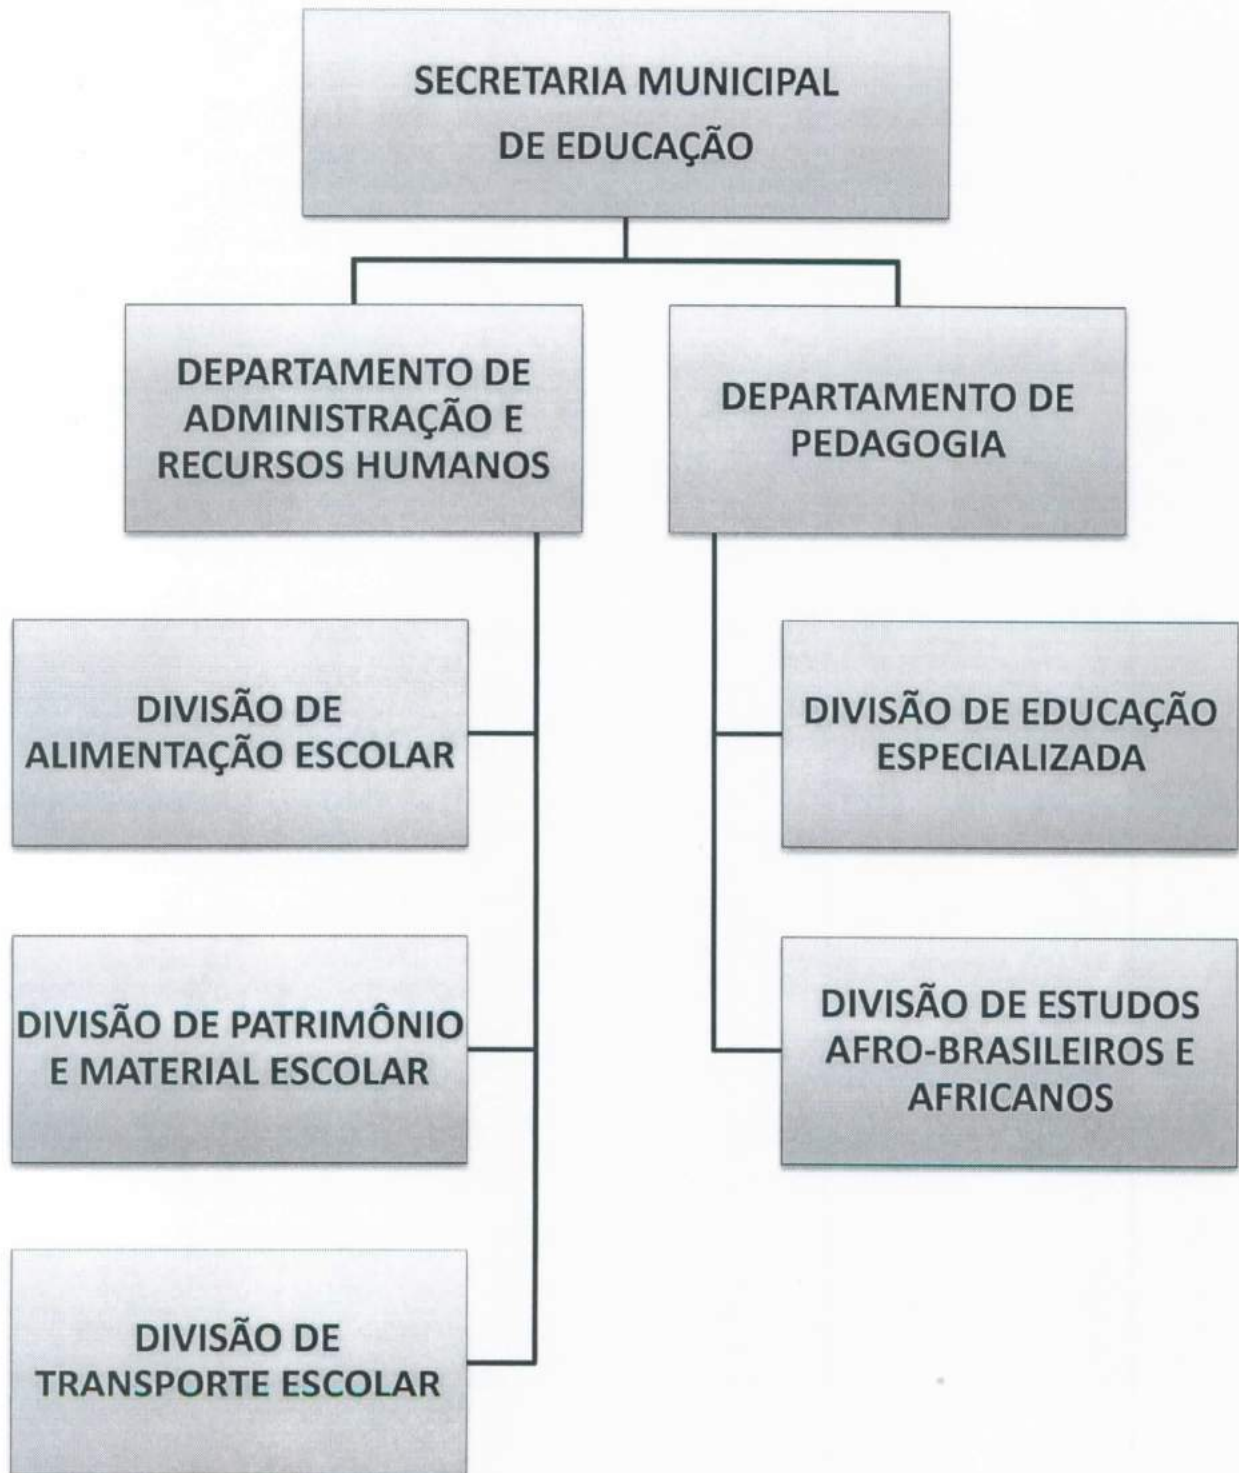 SECRETARIA MUNICIPAL
DE EDUCAÇÃO
DEPARTAMENTO DE
ADMINISTRAÇÃO E
RECURSOS HUMANOS
DEPARTAMENTO DE
PEDAGOGIA
DIVISÃO DE
ALIMENTAÇÃO ESCOLAR
DIVISÃO DE EDUCAÇÃO
ESPECIALIZADA
DIVISÃO DE PATRIMÔNIO
E MATERIAL ESCOLAR
DIVISÃO DE ESTUDOS
AFRO-BRASILEIROS E
AFRICANOS
DIVISÃO DE
TRANSPORTE ESCOLAR